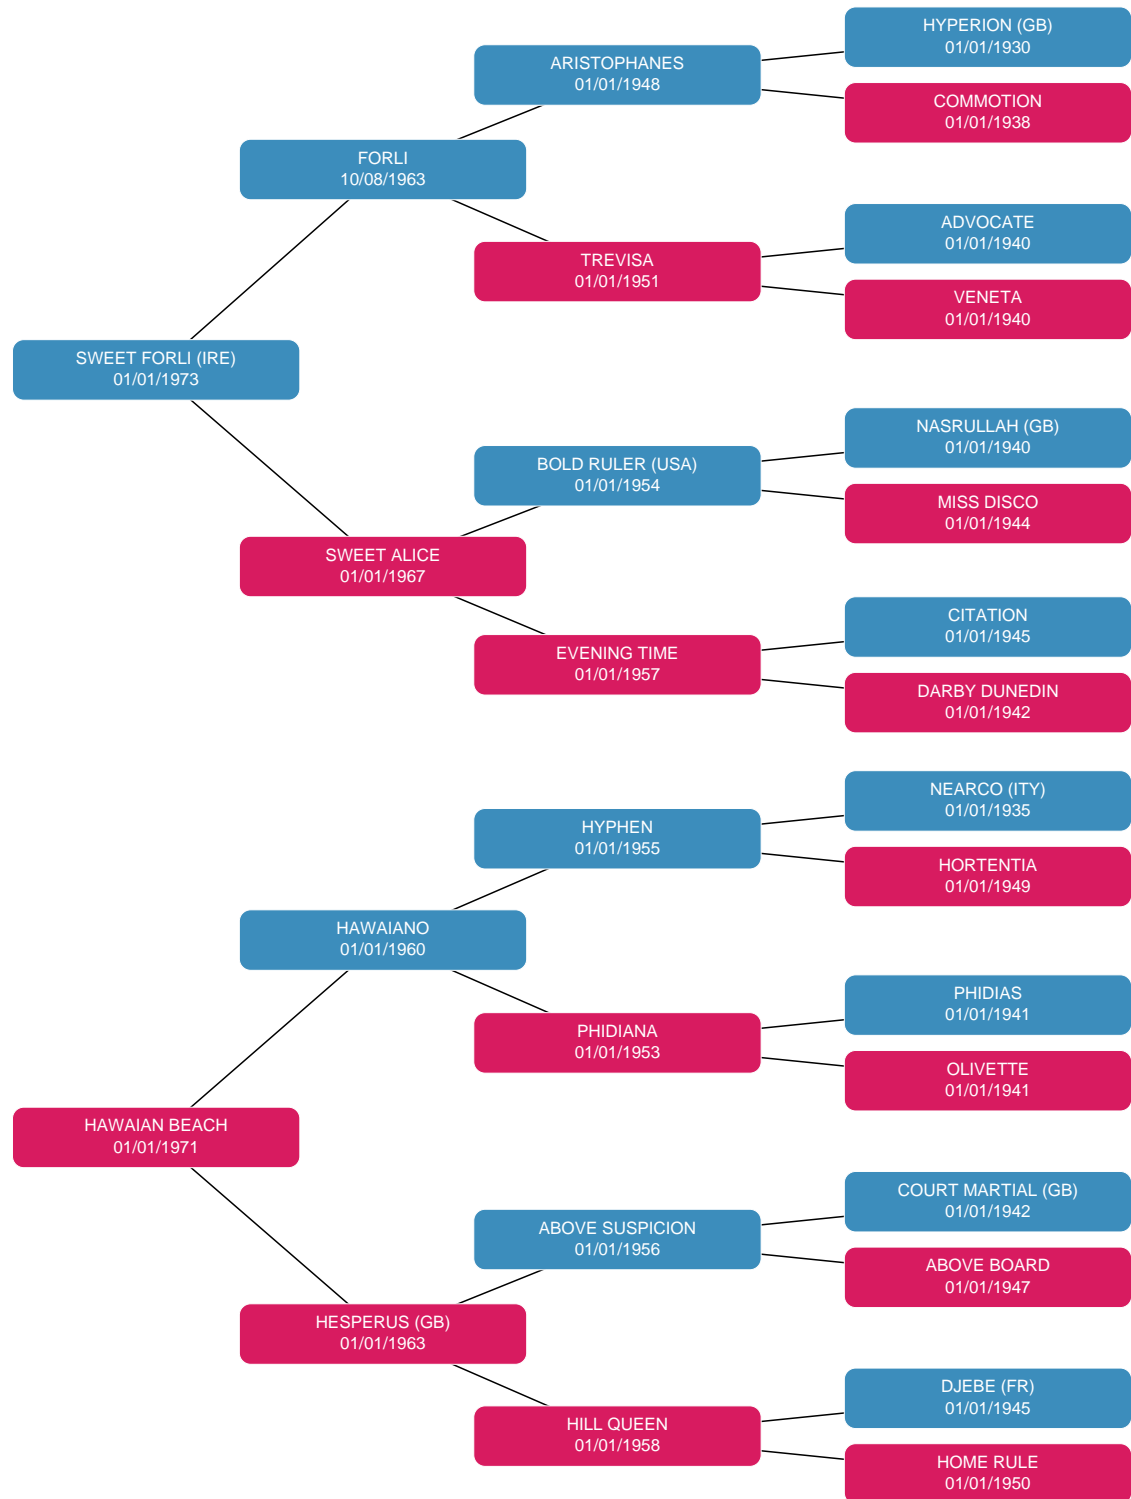 HYPERION (GB)
01/01/1930
ARISTOPHANES
01/01/1948
COMMOTION
01/01/1938
FORLI
10/08/1963
ADVOCATE
01/01/1940
TREVISA
01/01/1951
VENETA
01/01/1940
SWEET FORLI (IRE)
01/01/1973
NASRULLAH (GB)
01/01/1940
BOLD RULER (USA)
01/01/1954
MISS DISCO
01/01/1944
SWEET ALICE
01/01/1967
CITATION
01/01/1945
EVENING TIME
01/01/1957
DARBY DUNEDIN
01/01/1942
NEARCO (ITY)
01/01/1935
HYPHEN
01/01/1955
HORTENTIA
01/01/1949
HAWAIANO
01/01/1960
PHIDIAS
01/01/1941
PHIDIANA
01/01/1953
OLIVETTE
01/01/1941
HAWAIAN BEACH
01/01/1971
COURT MARTIAL (GB)
01/01/1942
ABOVE SUSPICION
01/01/1956
ABOVE BOARD
01/01/1947
HESPERUS (GB)
01/01/1963
DJEBE (FR)
01/01/1945
HILL QUEEN
01/01/1958
HOME RULE
01/01/1950